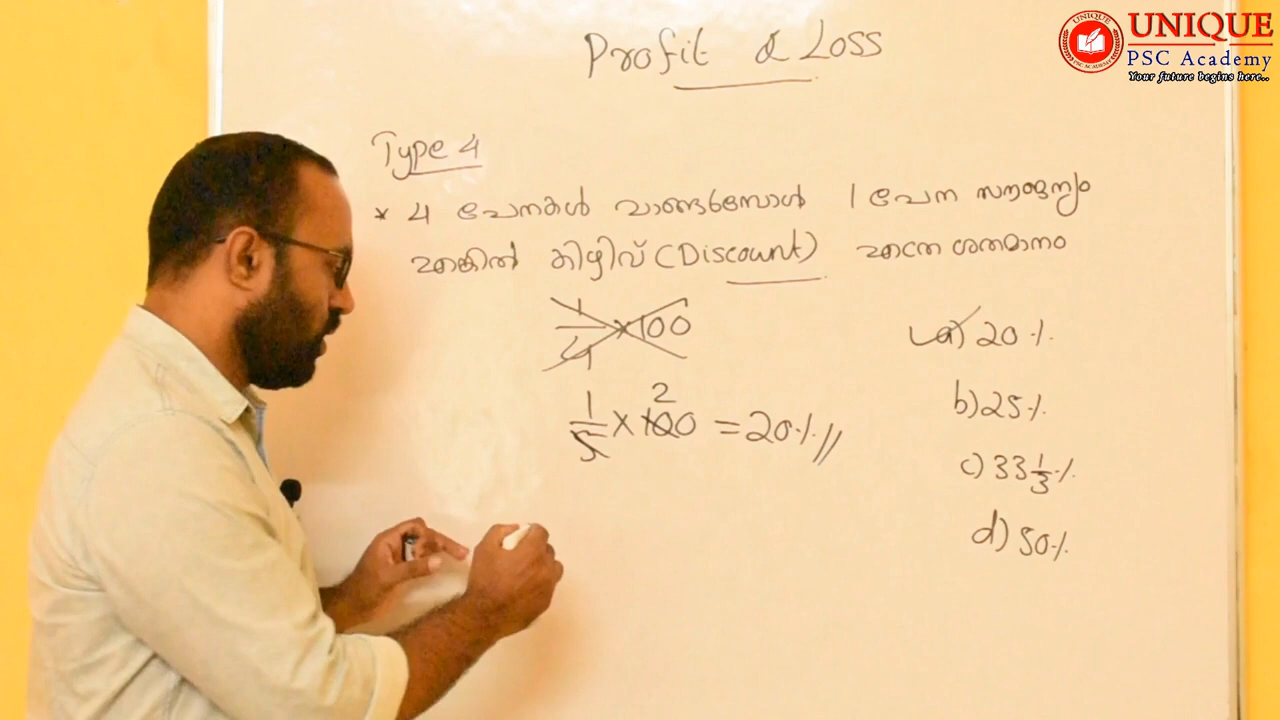 UNIQUE
PSC Academy
Your future begins here..
Profit & Loss
Type 4
* 4 പേനകൾ വാങ്ങുമ്പോൾ 1 പേന സൗജന്യം
എങ്കിൽ കിഴിവ് (Discount) എത്ര ശതമാനം
1/4 × 100
1/5 × 100 2 = 20%//
a) 20%
b) 25%
c) 33 1/3 %
d) 50%